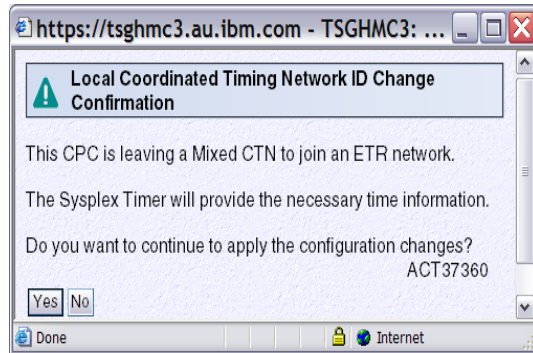 https://tsghmc3.au.ibm.com - TSGHMC3: ...
Local Coordinated Timing Network ID Change
Confirmation
This CPC is leaving a Mixed CTN to join an ETR network.
The Sysplex Timer will provide the necessary time information.
Do you want to continue to apply the configuration changes?
ACT37360
Yes No
Done Internet